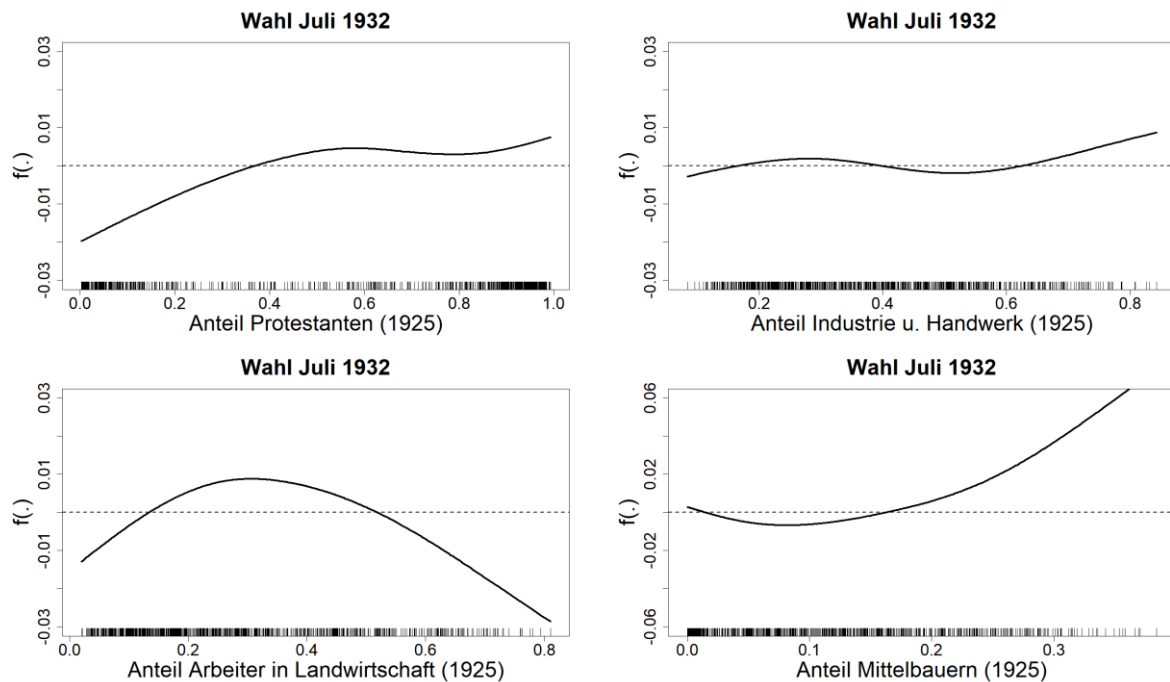 Wahl Juli 1932
0.03
0.01
-0.01
-0.03
f(.)
0.0 0.2 0.4 0.6 0.8 1.0
Anteil Protestanten (1925)
Wahl Juli 1932
0.03
0.01
-0.01
-0.03
f(.)
0.2 0.4 0.6 0.8
Anteil Industrie u. Handwerk (1925)
Wahl Juli 1932
0.03
0.01
-0.01
-0.03
f(.)
0.0 0.2 0.4 0.6 0.8
Anteil Arbeiter in Landwirtschaft (1925)
Wahl Juli 1932
0.06
0.02
-0.02
-0.06
f(.)
0.0 0.1 0.2 0.3
Anteil Mittelbauern (1925)